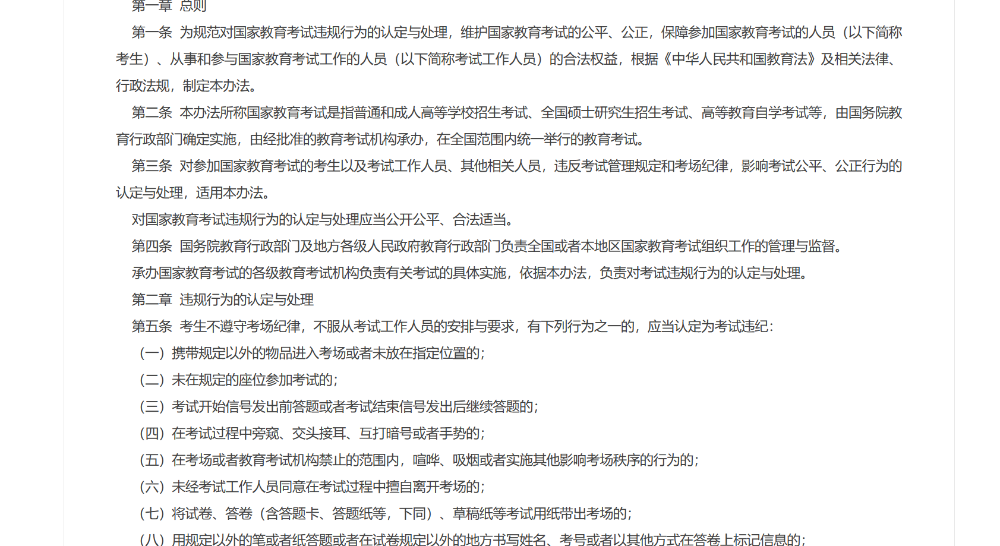 第一章 总则
第一条 为规范对国家教育考试违规行为的认定与处理，维护国家教育考试的公平、公正，保障参加国家教育考试的人员（以下简称
考生）、从事和参与国家教育考试工作的人员（以下简称考试工作人员）的合法权益，根据《中华人民共和国教育法》及相关法律、
行政法规，制定本办法。
第二条 本办法所称国家教育考试是指普通和成人高等学校招生考试、全国硕士研究生招生考试、高等教育自学考试等，由国务院教
育行政部门确定实施，由经批准的教育考试机构承办，在全国范围内统一举行的教育考试。
第三条 对参加国家教育考试的考生以及考试工作人员、其他相关人员，违反考试管理规定和考场纪律，影响考试公平、公正行为的
认定与处理，适用本办法。
对国家教育考试违规行为的认定与处理应当公开公平、合法适当。
第四条 国务院教育行政部门及地方各级人民政府教育行政部门负责全国或者本地区国家教育考试组织工作的管理与监督。
承办国家教育考试的各级教育考试机构负责有关考试的具体实施，依据本办法，负责对考试违规行为的认定与处理。
第二章 违规行为的认定与处理
第五条 考生不遵守考场纪律，不服从考试工作人员的安排与要求，有下列行为之一的，应当认定为考试违纪：
（一）携带规定以外的物品进入考场或者未放在指定位置的；
（二）未在规定的座位参加考试的；
（三）考试开始信号发出前答题或者考试结束信号发出后继续答题的；
（四）在考试过程中旁窥、交头接耳、互打暗号或者手势的；
（五）在考场或者教育考试机构禁止的范围内，喧哗、吸烟或者实施其他影响考场秩序的行为的；
（六）未经考试工作人员同意在考试过程中擅自离开考场的；
（七）将试卷、答卷（含答题卡、答题纸等，下同）、草稿纸等考试用纸带出考场的；
（八）用规定以外的笔或者纸答题或者在试卷规定以外的地方书写姓名、考号或者以其他方式在答卷上标记信息的；